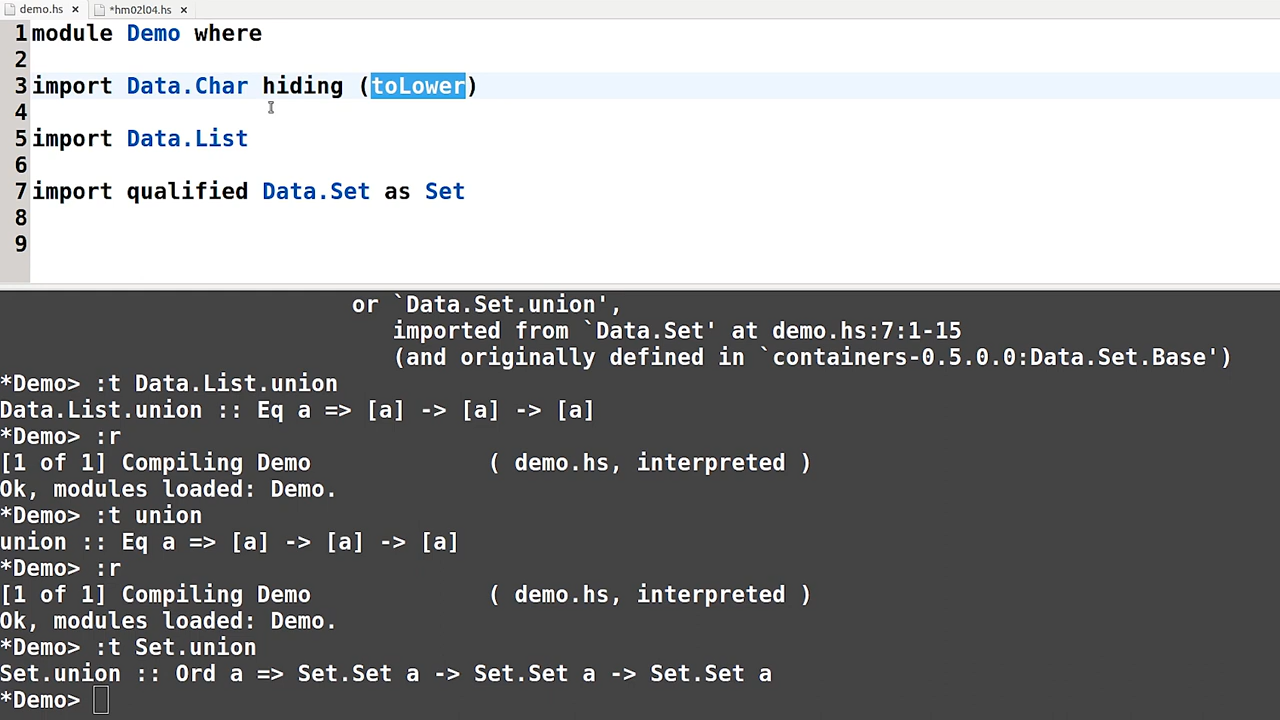 demo.hs × *hm02l04.hs ×
1 module Demo where
2
3 import Data.Char hiding (toLower)
4
5 import Data.List
6
7 import qualified Data.Set as Set
8
9
or `Data.Set.union',
imported from `Data.Set' at demo.hs:7:1-15
(and originally defined in `containers-0.5.0.0:Data.Set.Base')
*Demo> :t Data.List.union
Data.List.union :: Eq a => [a] -> [a] -> [a]
*Demo> :r
[1 of 1] Compiling Demo ( demo.hs, interpreted )
Ok, modules loaded: Demo.
*Demo> :t union
union :: Eq a => [a] -> [a] -> [a]
*Demo> :r
[1 of 1] Compiling Demo ( demo.hs, interpreted )
Ok, modules loaded: Demo.
*Demo> :t Set.union
Set.union :: Ord a => Set.Set a -> Set.Set a -> Set.Set a
*Demo>